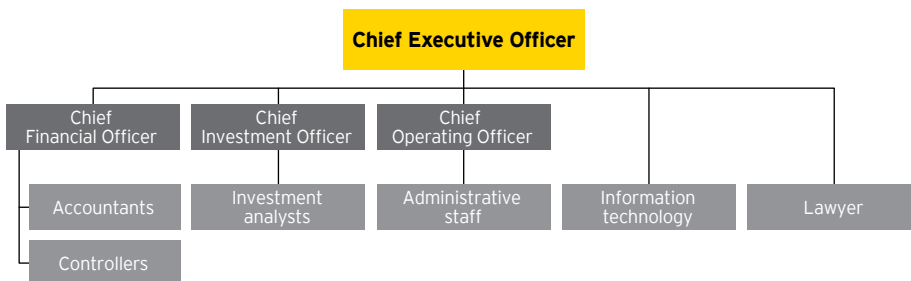 Chief Executive Officer
Chief
Financial Officer
Chief
Investment Officer
Chief
Operating Officer
Accountants
Investment
analysts
Administrative
staff
Information
technology
Lawyer
Controllers